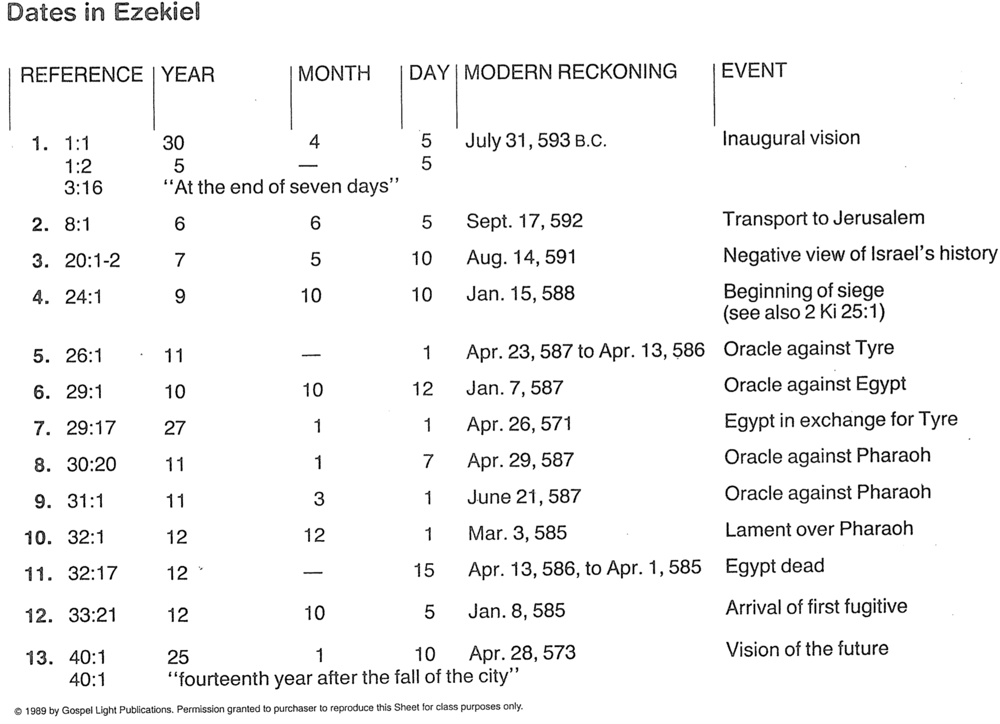 Dates in Ezekiel
REFERENCE YEAR MONTH DAY MODERN RECKONING EVENT
1. 1:1 30 4 5 July 31, 593 B.C. Inaugural vision
1:2 5 — 5
3:16 “At the end of seven days”
2. 8:1 6 6 5 Sept. 17, 592 Transport to Jerusalem
3. 20:1-2 7 5 10 Aug. 14, 591 Negative view of Israel's history
4. 24:1 9 10 10 Jan. 15, 588 Beginning of siege
(see also 2 Ki 25:1)
5. 26:1 11 — 1 Apr. 23, 587 to Apr. 13, 586 Oracle against Tyre
6. 29:1 10 10 12 Jan. 7, 587 Oracle against Egypt
7. 29:17 27 1 1 Apr. 26, 571 Egypt in exchange for Tyre
8. 30:20 11 1 7 Apr. 29, 587 Oracle against Pharaoh
9. 31:1 11 3 1 June 21, 587 Oracle against Pharaoh
10. 32:1 12 12 1 Mar. 3, 585 Lament over Pharaoh
11. 32:17 12 — 15 Apr. 13, 586, to Apr. 1, 585 Egypt dead
12. 33:21 12 10 5 Jan. 8, 585 Arrival of first fugitive
13. 40:1 25 1 10 Apr. 28, 573 Vision of the future
40:1 “fourteenth year after the fall of the city”
© 1989 by Gospel Light Publications. Permission granted to purchaser to reproduce this Sheet for class purposes only.